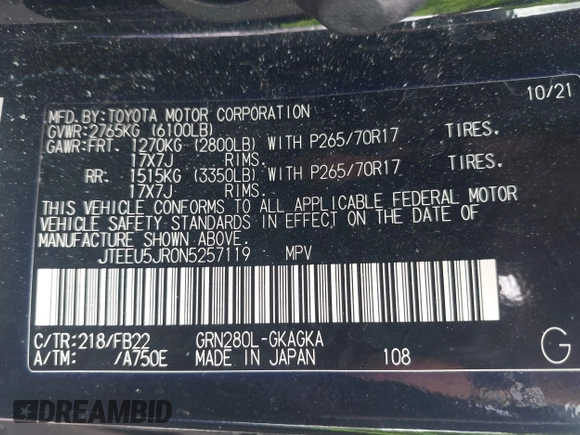 MFD.BY:TOYOTA MOTOR CORPORATION 10/21
GVWR:2765KG (6100LB)
GAWR:FRT. 1270KG (2800LB) WITH P265/70R17 TIRES.
17X7J RIMS.
RR: 1515KG (3350LB) WITH P265/70R17 TIRES.
17X7J RIMS.
THIS VEHICLE CONFORMS TO ALL APPLICABLE FEDERAL MOTOR
VEHICLE SAFETY STANDARDS IN EFFECT ON THE DATE OF
MANUFACTURE SHOWN ABOVE.
JTEEU5JR0N5257119 MPV
C/TR:218/FB22 GRN280L-GKAGKA
A/TM: /A750E MADE IN JAPAN 108 G
DREAMBID